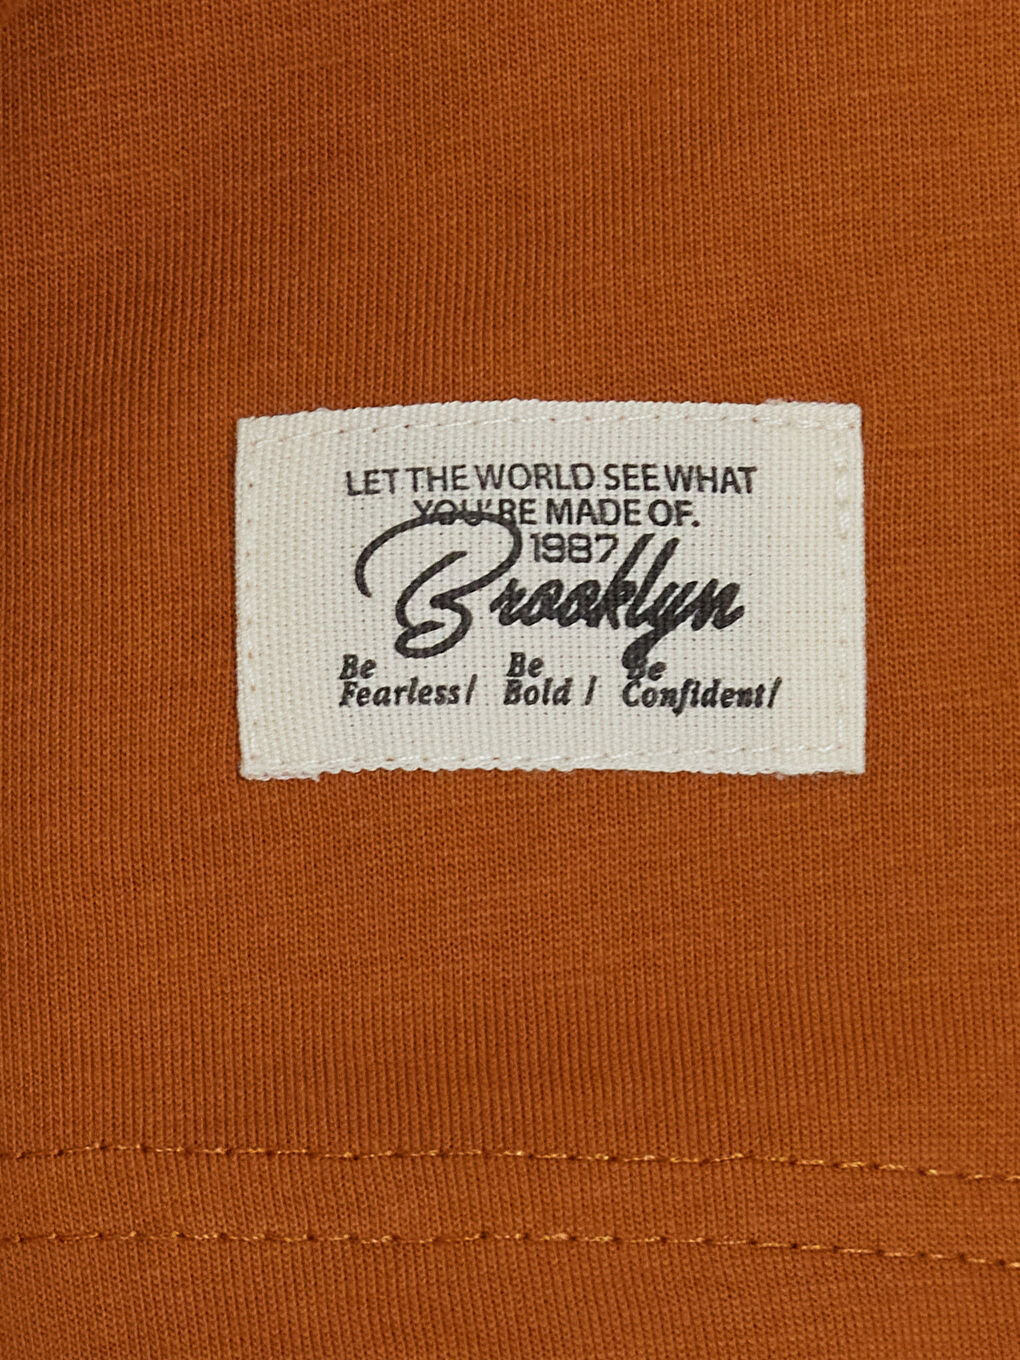 LET THE WORLD SEE WHAT
YOU'RE MADE OF.
1987
Brooklyn
Be Be Be
Fearless/ Bold / Confident/